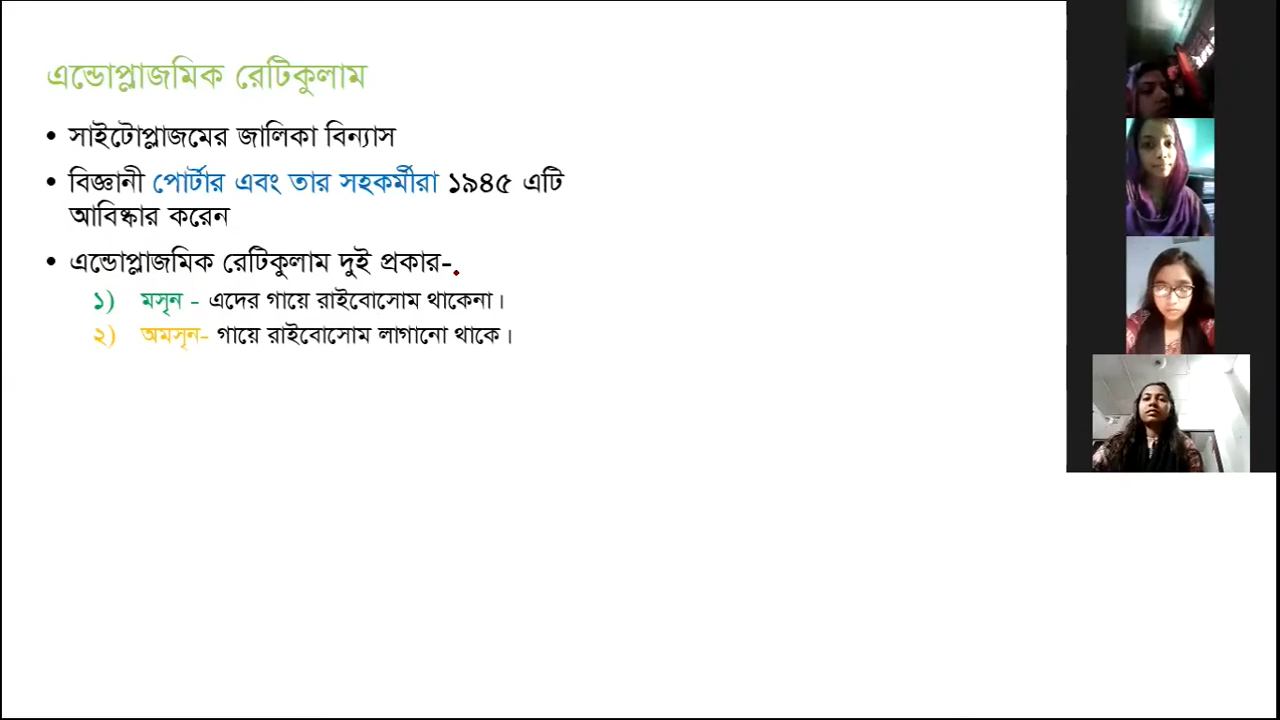 এন্ডোপ্লাজমিক রেটিকুলাম
• সাইটোপ্লাজমের জালিকা বিন্যাস
• বিজ্ঞানী পোর্টার এবং তার সহকর্মীরা ১৯৪৫ এটি
আবিষ্কার করেন
• এন্ডোপ্লাজমিক রেটিকুলাম দুই প্রকার-
১) মসৃন - এদের গায়ে রাইবোসোম থাকেনা।
২) অমসৃন- গায়ে রাইবোসোম লাগানো থাকে।